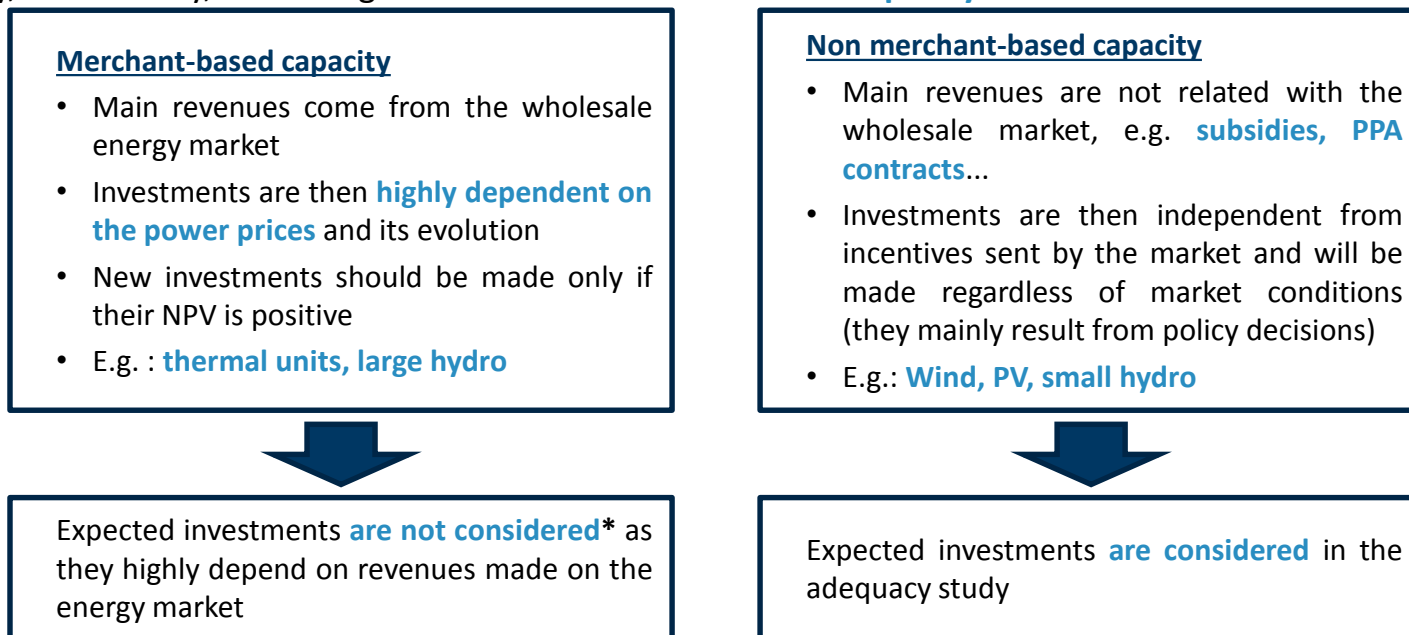 Merchant-based capacity
• Main revenues come from the wholesale
energy market
• Investments are then highly dependent on
the power prices and its evolution
• New investments should be made only if
their NPV is positive
• E.g. : thermal units, large hydro
Expected investments are not considered* as
they highly depend on revenues made on the
energy market
Non merchant-based capacity
• Main revenues are not related with the
wholesale market, e.g. subsidies, PPA
contracts...
• Investments are then independent from
incentives sent by the market and will be
made regardless of market conditions
(they mainly result from policy decisions)
• E.g.: Wind, PV, small hydro
Expected investments are considered in the
adequacy study